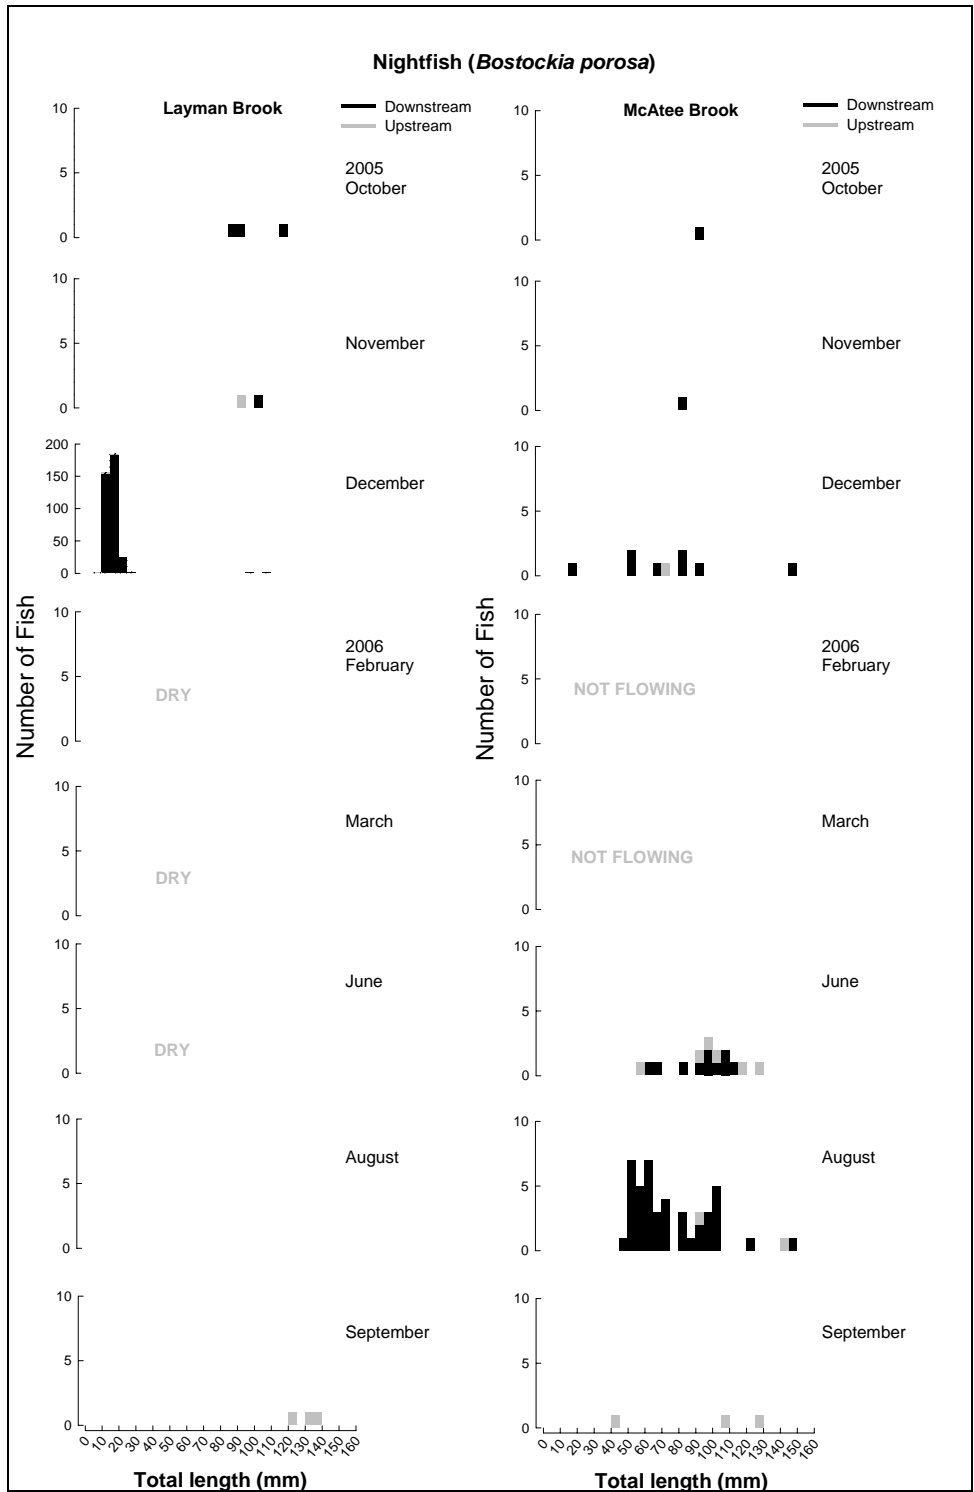 Nightfish (Bostockia porosa)
Layman Brook
Downstream
Upstream
10
5
0
2005
October
10
5
0
November
200
150
100
50
0
December
Number of Fish
10
5
0
DRY
2006
February
10
5
0
DRY
March
10
5
0
DRY
June
10
5
0
August
10
5
0
September
0 10 20 30 40 50 60 70 80 90 100 110 120 130 140 150 160
Total length (mm)
McAtee Brook
Downstream
Upstream
10
5
0
2005
October
10
5
0
November
10
5
0
December
Number of Fish
10
5
0
NOT FLOWING
2006
February
10
5
0
NOT FLOWING
March
10
5
0
June
10
5
0
August
10
5
0
September
0 10 20 30 40 50 60 70 80 90 100 110 120 130 140 150 160
Total length (mm)